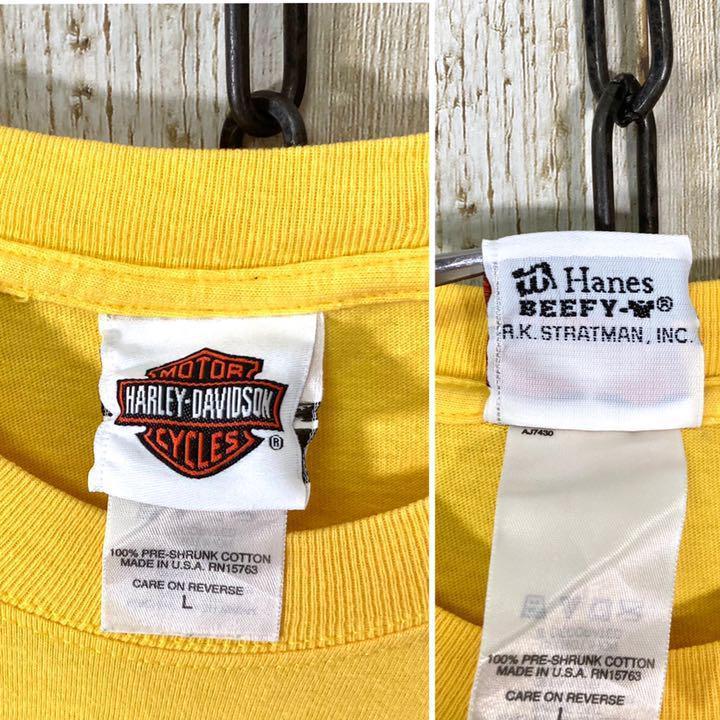 MOTOR
HARLEY-DAVIDSON
CYCLES ®
100% PRE-SHRUNK COTTON
MADE IN U.S.A. RN15763
CARE ON REVERSE
L
Hanes
BEEFY-T®
R.K. STRATMAN, INC.
AJ7430
100% PRE-SHRUNK COTTON
MADE IN U.S.A. RN15763
CARE ON REVERSE
L